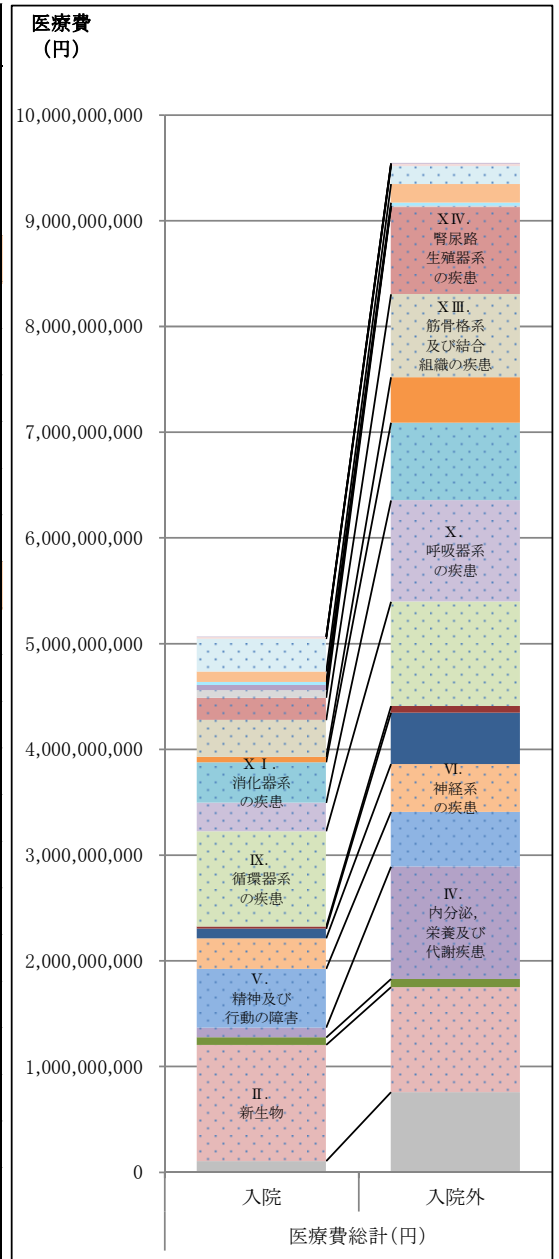 医療費
（円）
10,000,000,000
9,000,000,000
8,000,000,000
7,000,000,000
6,000,000,000
5,000,000,000
4,000,000,000
3,000,000,000
2,000,000,000
1,000,000,000
0
ＸⅠ．
消化器系
の疾患
Ⅸ．
循環器系
の疾患
Ⅴ．
精神及び
行動の障害
Ⅱ．
新生物
ＸⅣ．
腎尿路
生殖器系
の疾患
ＸⅢ．
筋骨格系
及び結合
組織の疾患
Ⅹ．
呼吸器系
の疾患
Ⅵ．
神経系
の疾患
Ⅳ．
内分泌，
栄養及び
代謝疾患
入院
入院外
医療費総計（円）